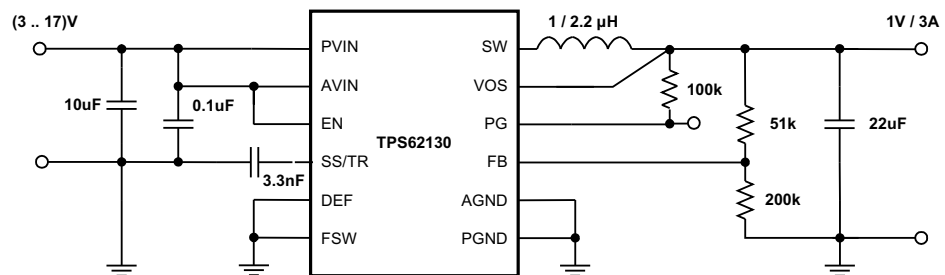 (3 .. 17)V
1 / 2.2 µH
1V / 3A
PVIN
SW
AVIN
VOS
10uF
0.1uF
100k
EN
PG
TPS62130
51k
22uF
SS/TR
FB
3.3nF
DEF
AGND
200k
FSW
PGND